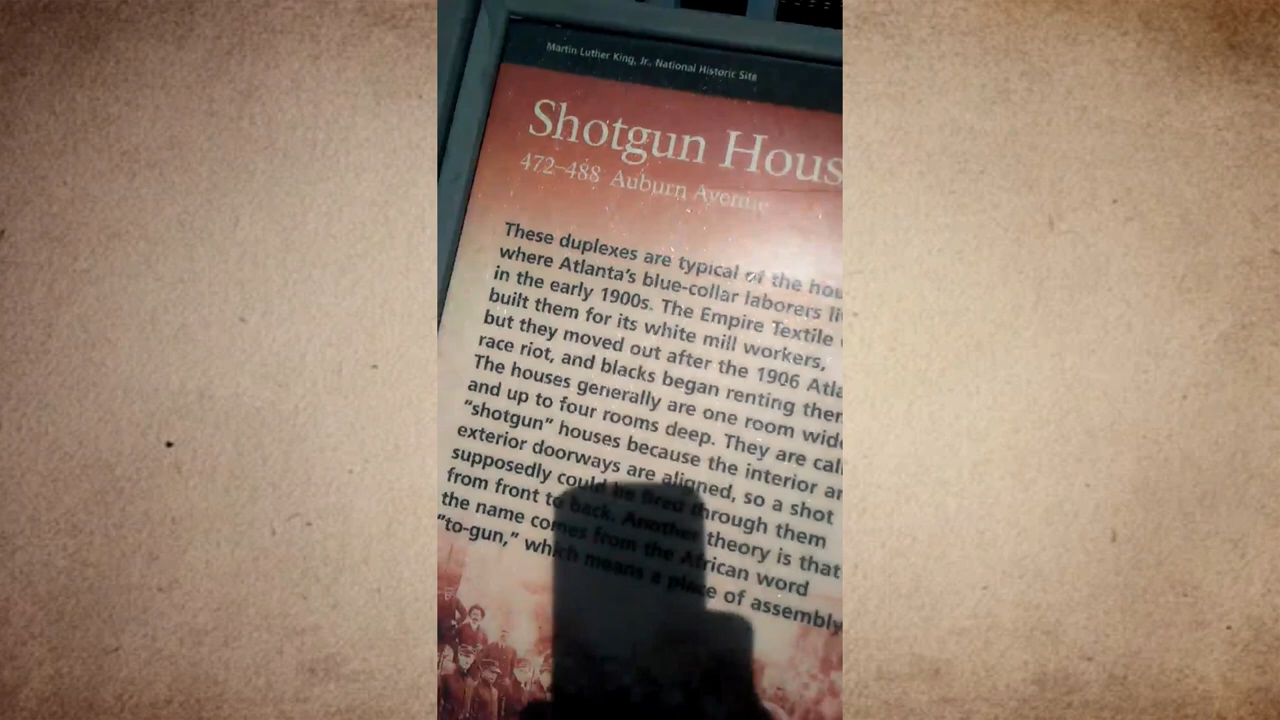 Martin Luther King, Jr., National Historic Site
Shotgun Hous
472–488 Auburn Avenue
These duplexes are typical of the hou
where Atlanta's blue-collar laborers li
in the early 1900s. The Empire Textile
built them for its white mill workers,
but they moved out after the 1906 Atla
race riot, and blacks began renting them
The houses generally are one room wide
and up to four rooms deep. They are call
"shotgun" houses because the interior an
exterior doorways are aligned, so a shot
supposedly could be fired through them
from front to back. Another theory is that
the name comes from the African word
"to-gun," which means a place of assembly